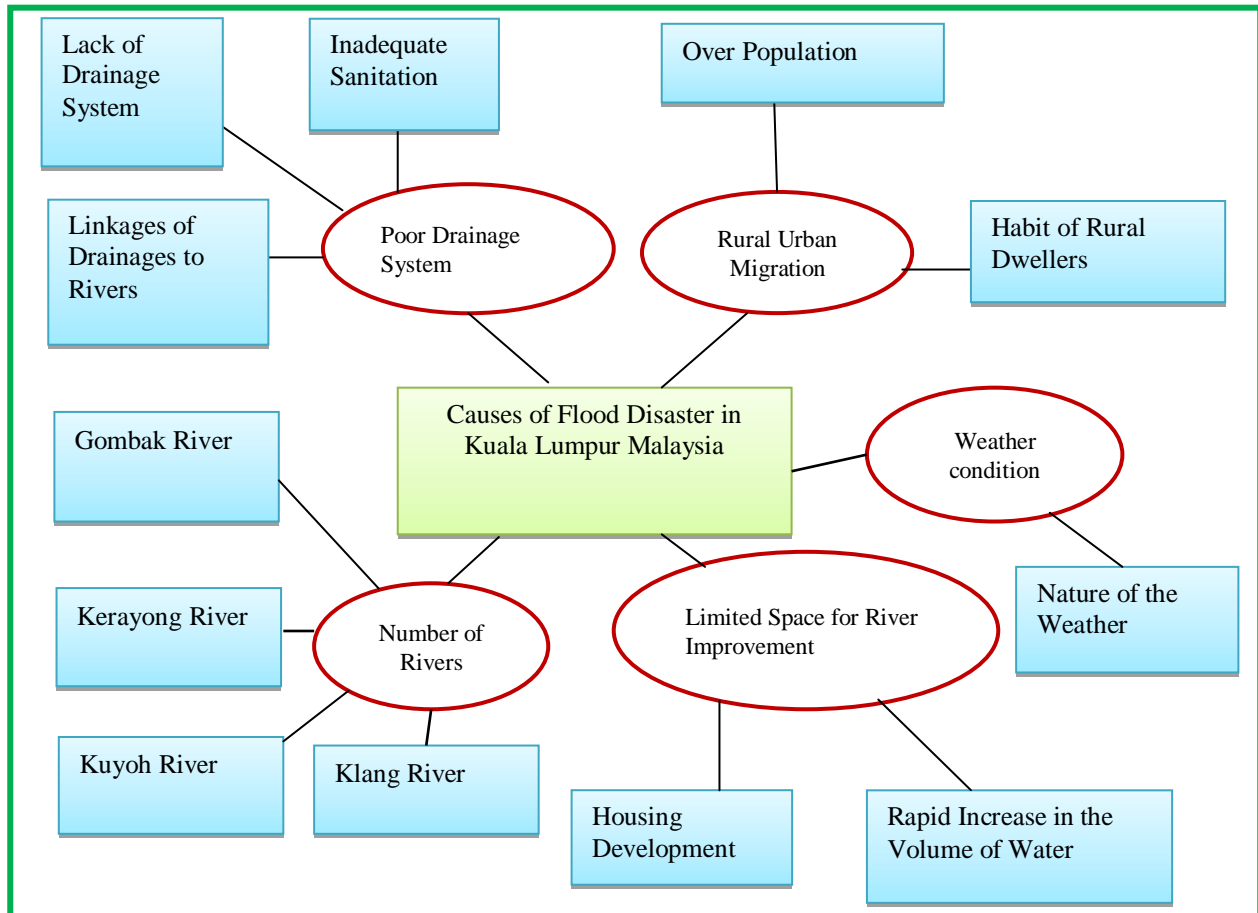 Lack of
Drainage
System
Inadequate
Sanitation
Over Population
Linkages of
Drainages to
Rivers
Poor Drainage
System
Rural Urban
Migration
Habit of Rural
Dwellers
Causes of Flood Disaster in
Kuala Lumpur Malaysia
Gombak River
Weather
condition
Kerayong River
Number of
Rivers
Limited Space for River
Improvement
Nature of the
Weather
Kuyoh River
Klang River
Housing
Development
Rapid Increase in the
Volume of Water